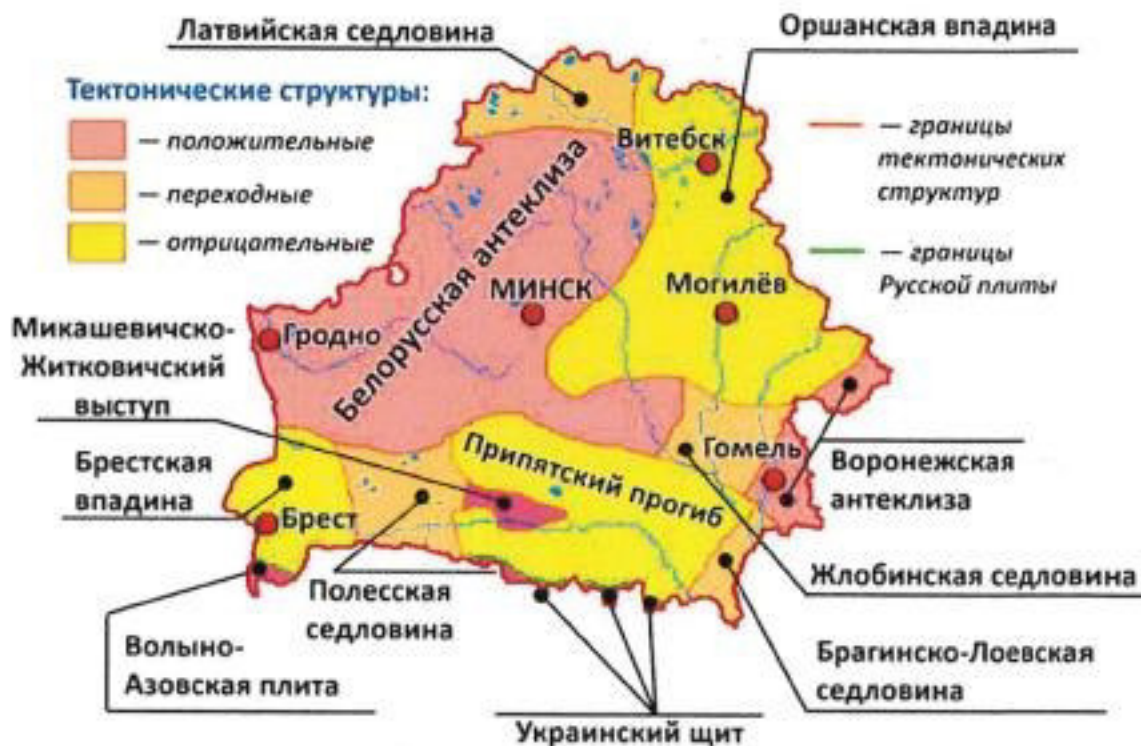 Латвийская седловина
Оршанская впадина
Тектонические структуры:
— положительные
— переходные
— отрицательные
— границы
тектонических
структур
— границы
Русской плиты
Витебск
Белорусская антеклиза
МИНСК
Могилёв
Гродно
Микашевичско-
Житковичский
выступ
Брестская
впадина
Брест
Припятский прогиб
Гомель
Воронежская
антеклиза
Полесская
седловина
Жлобинская седловина
Волыно-
Азовская плита
Брагинско-Лоевская
седловина
Украинский щит